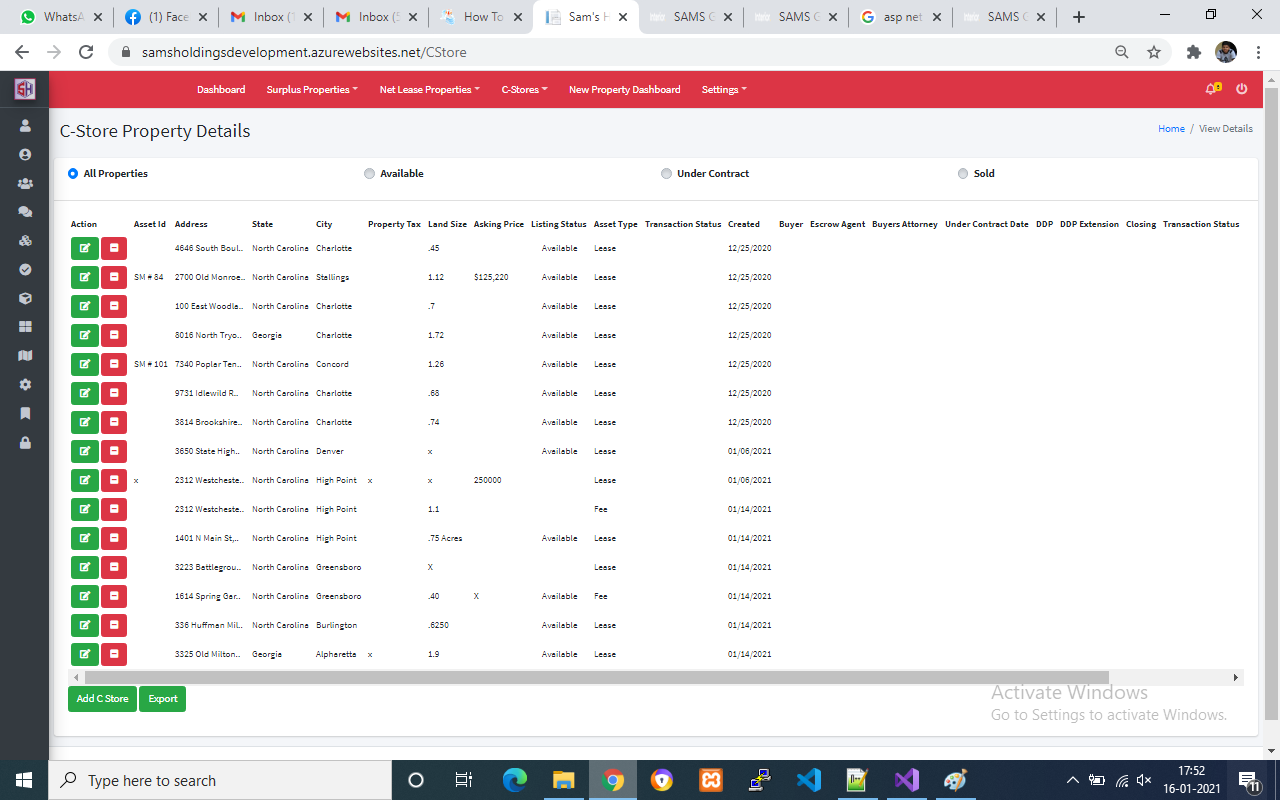 WhatsA (1) Face Inbox (1 Inbox (5 How To Sam's H SAMS G SAMS G asp net SAMS G
samsholdingsdevelopment.azurewebsites.net/CStore
SH Dashboard Surplus Properties Net Lease Properties C-Stores New Property Dashboard Settings
C-Store Property Details Home / View Details
All Properties Available Under Contract Sold
Action Asset Id Address State City Property Tax Land Size Asking Price Listing Status Asset Type Transaction Status Created Buyer Escrow Agent Buyers Attorney Under Contract Date DDP DDP Extension Closing Transaction Status
4646 South Boul.. North Carolina Charlotte .45 Available Lease 12/25/2020
SM # 84 2700 Old Monroe.. North Carolina Stallings 1.12 $125,220 Available Lease 12/25/2020
100 East Woodla.. North Carolina Charlotte .7 Available Lease 12/25/2020
8016 North Tryo.. Georgia Charlotte 1.72 Available Lease 12/25/2020
SM # 101 7340 Poplar Ten.. North Carolina Concord 1.26 Available Lease 12/25/2020
9731 Idlewild R.. North Carolina Charlotte .68 Available Lease 12/25/2020
3814 Brookshire.. North Carolina Charlotte .74 Available Lease 12/25/2020
3650 State High.. North Carolina Denver x Available Lease 01/06/2021
x 2312 Westcheste.. North Carolina High Point x x 250000 Lease 01/06/2021
2312 Westcheste.. North Carolina High Point 1.1 Fee 01/14/2021
1401 N Main St,.. North Carolina High Point .75 Acres Available Lease 01/14/2021
3223 Battlegrou.. North Carolina Greensboro X Lease 01/14/2021
1614 Spring Gar.. North Carolina Greensboro .40 X Available Fee 01/14/2021
336 Huffman Mil.. North Carolina Burlington .6250 Available Lease 01/14/2021
3325 Old Milton.. Georgia Alpharetta x 1.9 Available Lease 01/14/2021
Add C Store Export
Activate Windows
Go to Settings to activate Windows.
Type here to search
17:52
16-01-2021
11